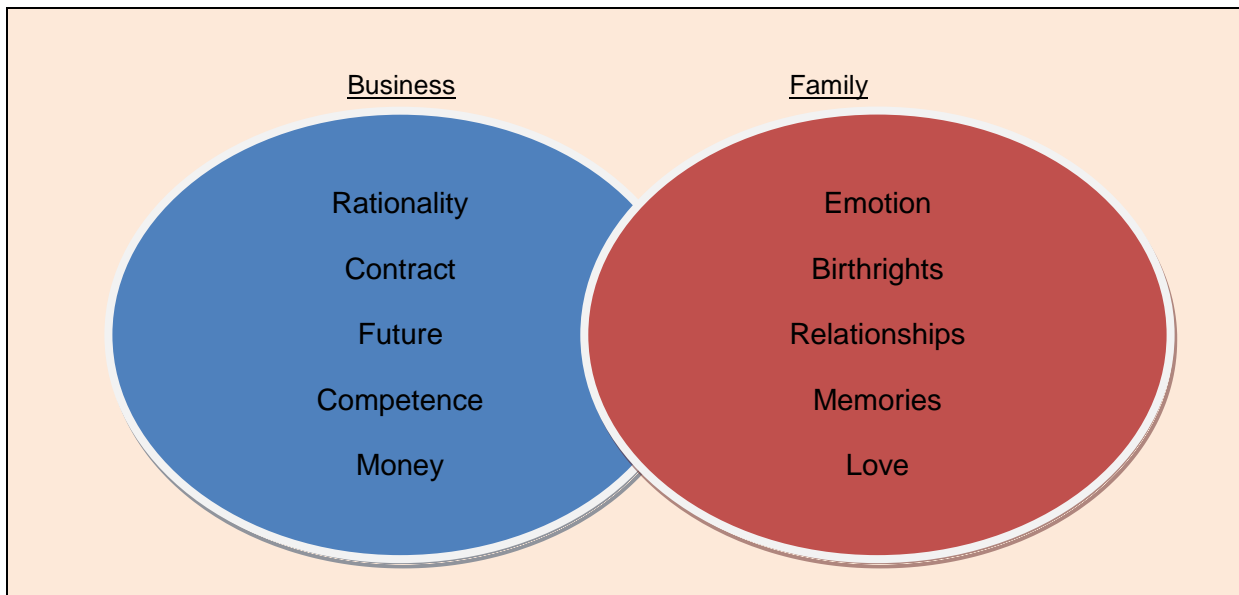 Business
Family
Rationality
Contract
Future
Competence
Money
Emotion
Birthrights
Relationships
Memories
Love